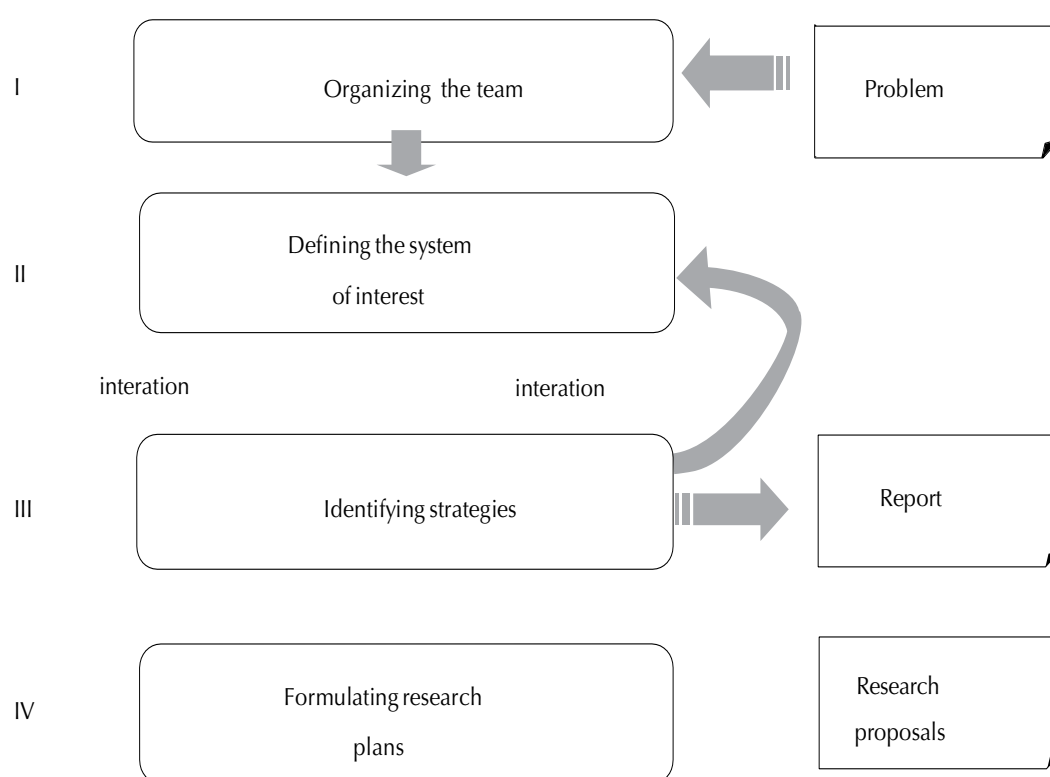 I
Organizing the team
Problem
II
Defining the system
of interest
interation
interation
III
Identifying strategies
Report
IV
Formulating research
plans
Research
proposals